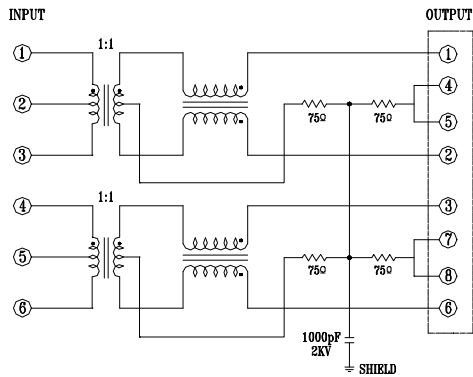 INPUT OUTPUT
1:1
1 1
4
2
75Ω 75Ω
5
3 2
1:1
4 3
7
5
75Ω 75Ω
8
6 6
1000pF
2KV
SHIELD